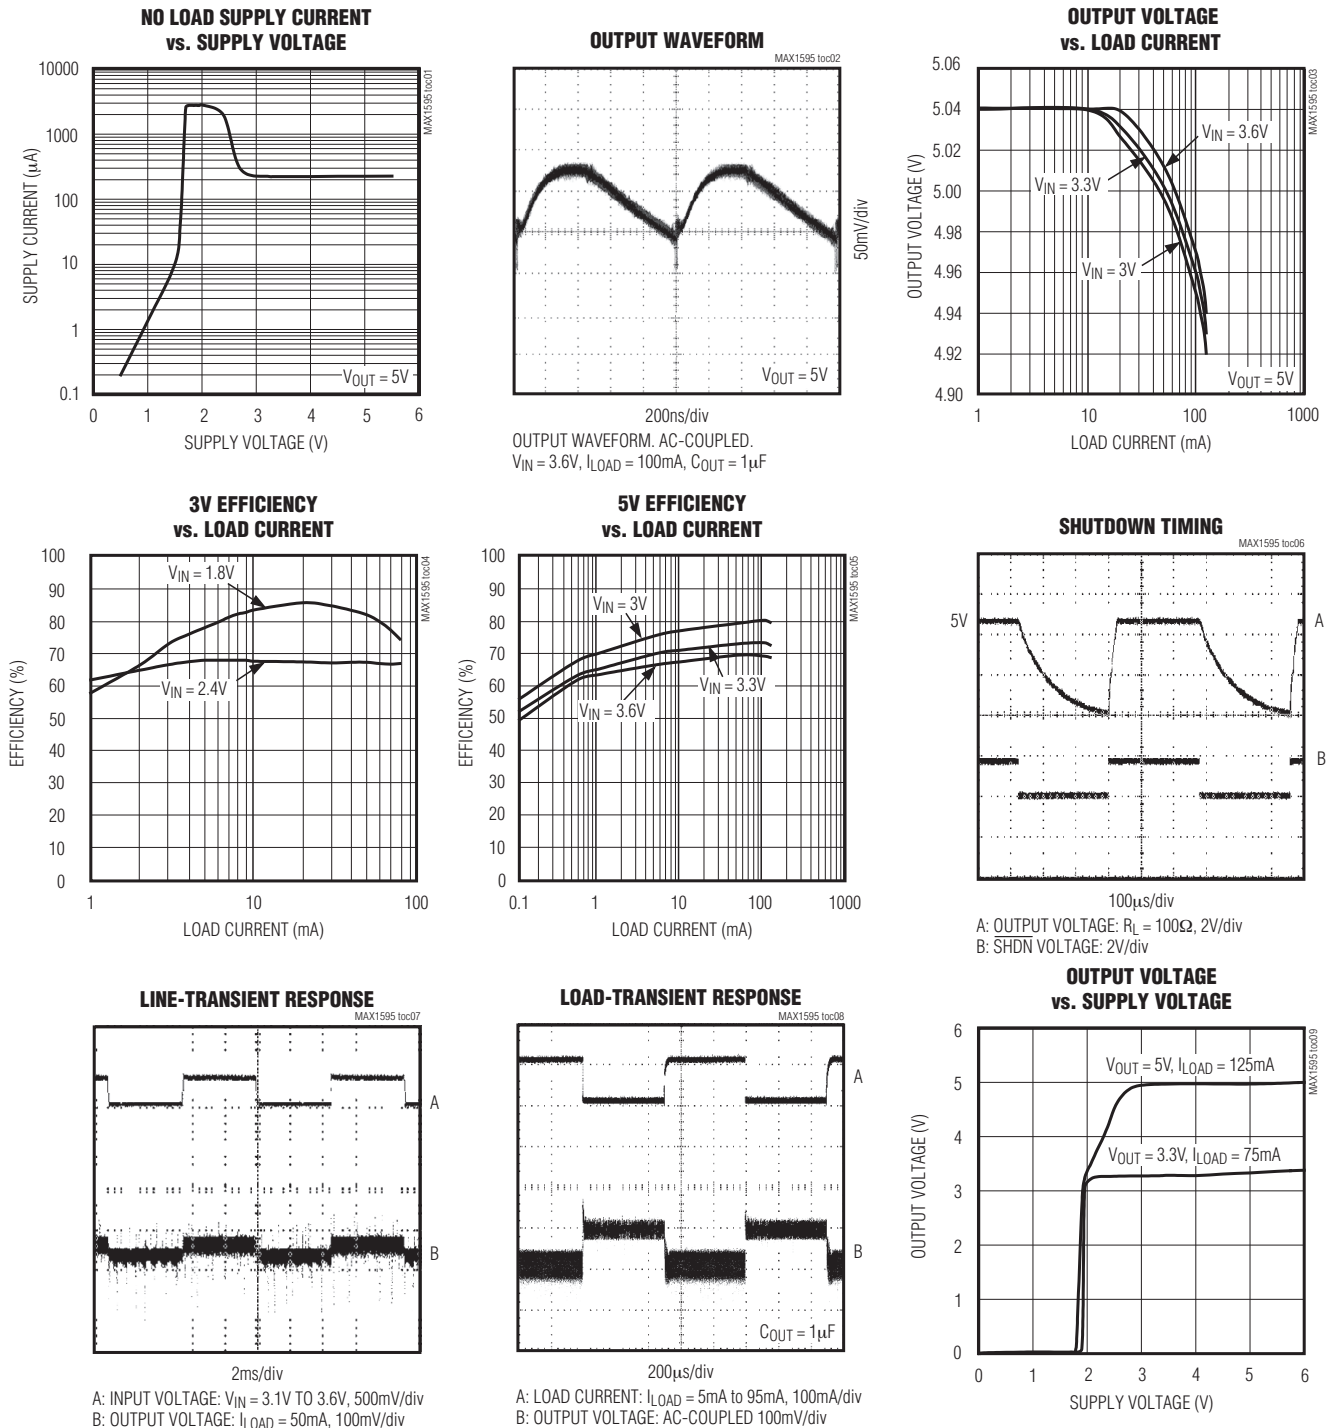 NO LOAD SUPPLY CURRENT
vs. SUPPLY VOLTAGE
MAX1595 toc01
SUPPLY CURRENT (μA)
10000
1000
100
10
1
0.1
VOUT = 5V
0 1 2 3 4 5 6
SUPPLY VOLTAGE (V)
OUTPUT WAVEFORM
MAX1595 toc02
50mV/div
VOUT = 5V
200ns/div
OUTPUT WAVEFORM. AC-COUPLED.
VIN = 3.6V, ILOAD = 100mA, COUT = 1μF
OUTPUT VOLTAGE
vs. LOAD CURRENT
MAX1595 toc03
OUTPUT VOLTAGE (V)
5.06
5.04
5.02
5.00
4.98
4.96
4.94
4.92
4.90
VIN = 3.6V
VIN = 3.3V
VIN = 3V
VOUT = 5V
1 10 100 1000
LOAD CURRENT (mA)
3V EFFICIENCY
vs. LOAD CURRENT
MAX1595 toc04
EFFICIENCY (%)
100
90
80
70
60
50
40
30
20
10
0
VIN = 1.8V
VIN = 2.4V
1 10 100
LOAD CURRENT (mA)
5V EFFICIENCY
vs. LOAD CURRENT
MAX1595 toc05
EFFICEINCY (%)
100
90
80
70
60
50
40
30
20
10
0
VIN = 3V
VIN = 3.3V
VIN = 3.6V
0.1 1 10 100 1000
LOAD CURRENT (mA)
SHUTDOWN TIMING
MAX1595 toc06
5V
A
B
100μs/div
A: OUTPUT VOLTAGE: RL = 100Ω, 2V/div
B: SHDN VOLTAGE: 2V/div
LINE-TRANSIENT RESPONSE
MAX1595 toc07
A
B
2ms/div
A: INPUT VOLTAGE: VIN = 3.1V TO 3.6V, 500mV/div
B: OUTPUT VOLTAGE: ILOAD = 50mA, 100mV/div
LOAD-TRANSIENT RESPONSE
MAX1595 toc08
A
B
COUT = 1μF
200μs/div
A: LOAD CURRENT: ILOAD = 5mA to 95mA, 100mA/div
B: OUTPUT VOLTAGE: AC-COUPLED 100mV/div
OUTPUT VOLTAGE
vs. SUPPLY VOLTAGE
MAX1595 toc09
OUTPUT VOLTAGE (V)
6
5
4
3
2
1
0
VOUT = 5V, ILOAD = 125mA
VOUT = 3.3V, ILOAD = 75mA
0 1 2 3 4 5 6
SUPPLY VOLTAGE (V)